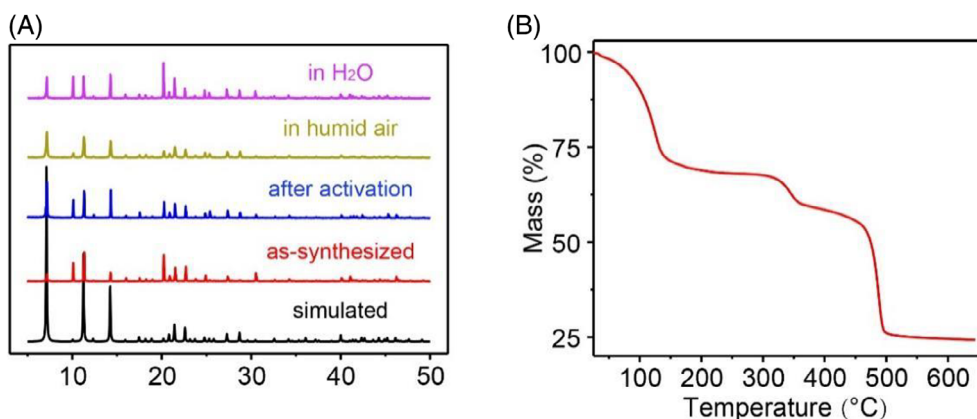 (A)
in H₂O
in humid air
after activation
as-synthesized
simulated
10 20 30 40 50
(B)
Mass (%)
100
75
50
25
100 200 300 400 500 600
Temperature (°C)